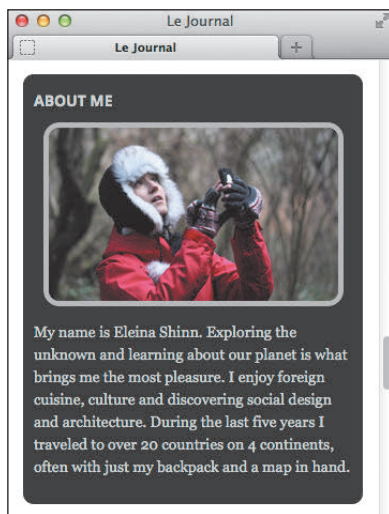 Le Journal
Le Journal
ABOUT ME
My name is Eleina Shinn. Exploring the
unknown and learning about our planet is what
brings me the most pleasure. I enjoy foreign
cuisine, culture and discovering social design
and architecture. During the last five years I
traveled to over 20 countries on 4 continents,
often with just my backpack and a map in hand.